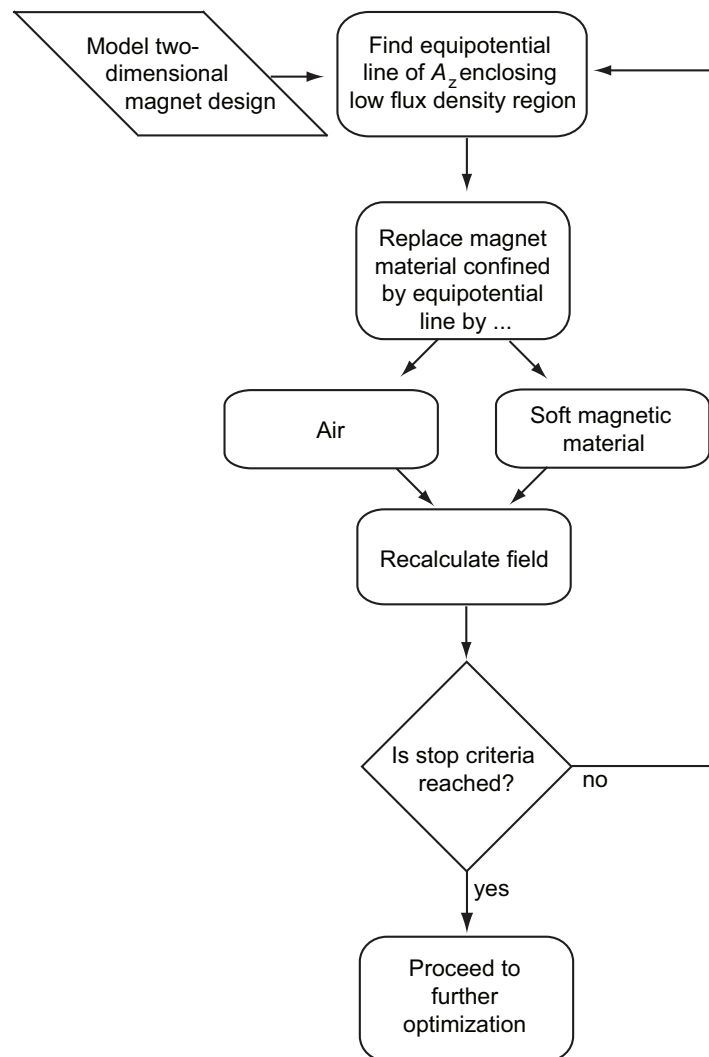 Model two-
dimensional
magnet design
Find equipotential
line of Az enclosing
low flux density region
Replace magnet
material confined
by equipotential
line by ...
Air
Soft magnetic
material
Recalculate field
Is stop criteria
reached?
no
yes
Proceed to
further
optimization